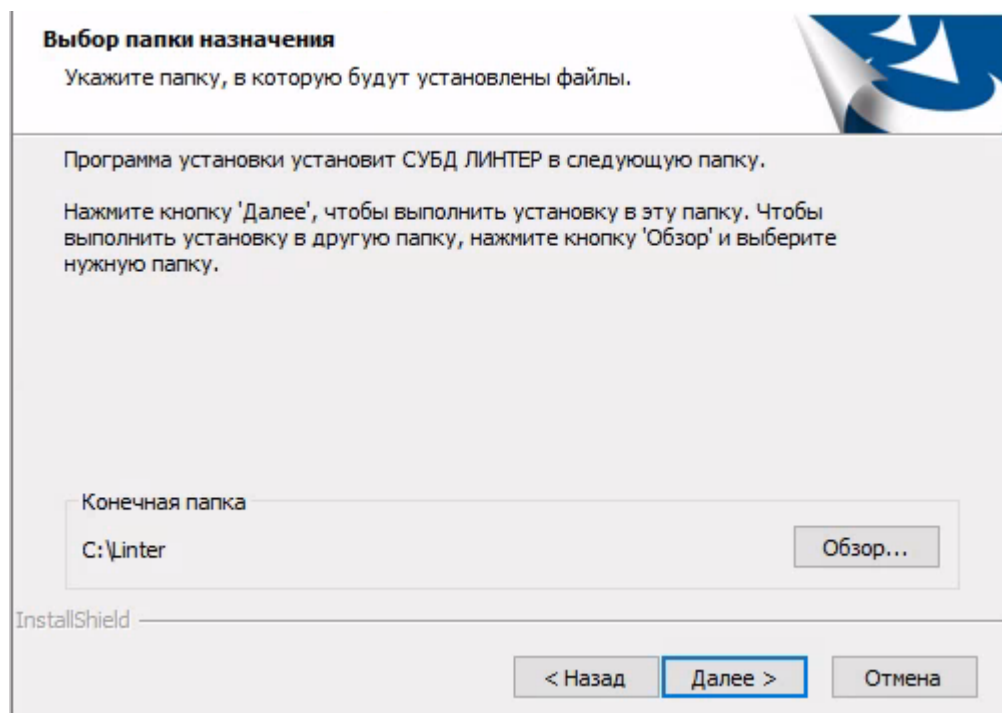 Выбор папки назначения
Укажите папку, в которую будут установлены файлы.
Программа установки установит СУБД ЛИНТЕР в следующую папку.
Нажмите кнопку 'Далее', чтобы выполнить установку в эту папку. Чтобы
выполнить установку в другую папку, нажмите кнопку 'Обзор' и выберите
нужную папку.
Конечная папка
C:\Linter
Обзор...
InstallShield
< Назад
Далее >
Отмена